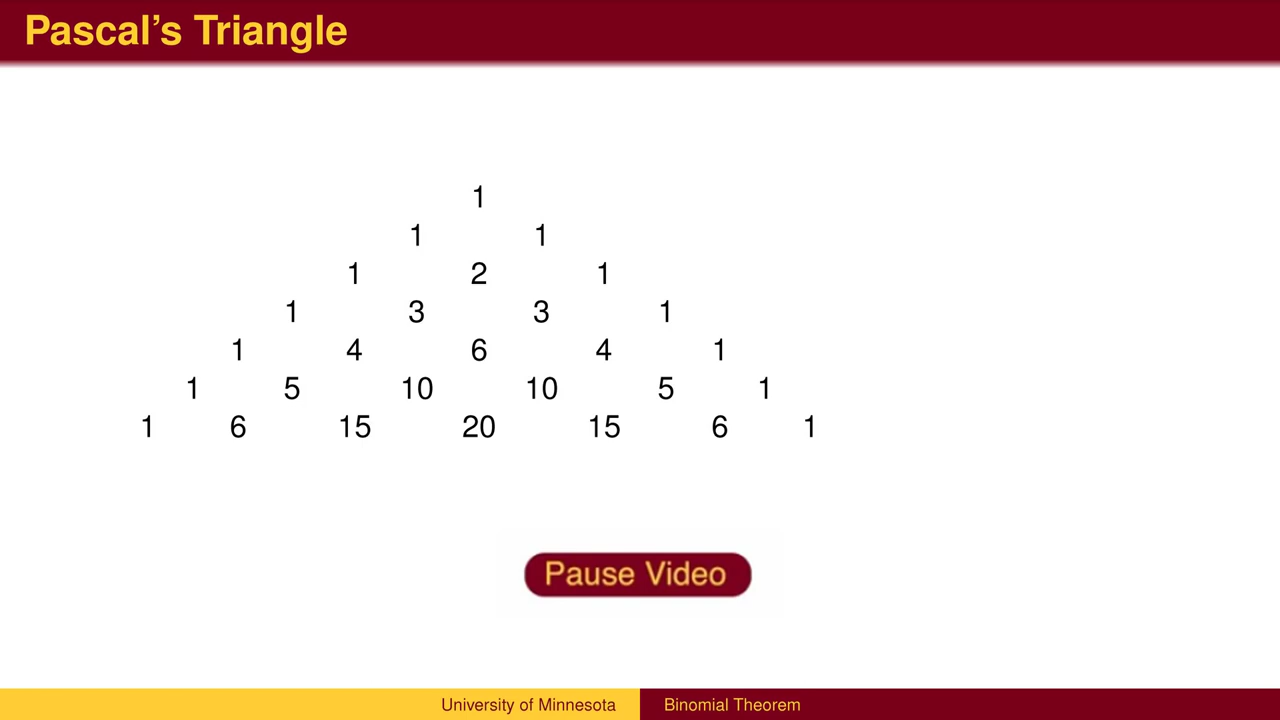 Pascal's Triangle
1
1 1
1 2 1
1 3 3 1
1 4 6 4 1
1 5 10 10 5 1
1 6 15 20 15 6 1
Pause Video
University of Minnesota Binomial Theorem